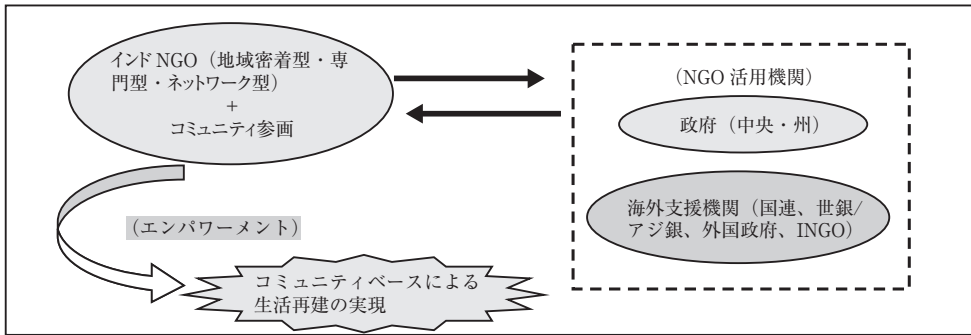 インドNGO（地域密着型・専
門型・ネットワーク型）
+
コミュニティ参画
（NGO 活用機関）
政府（中央・州）
海外支援機関（国連、世銀/
アジ銀、外国政府、INGO）
（エンパワーメント）
コミュニティベースによる
生活再建の実現